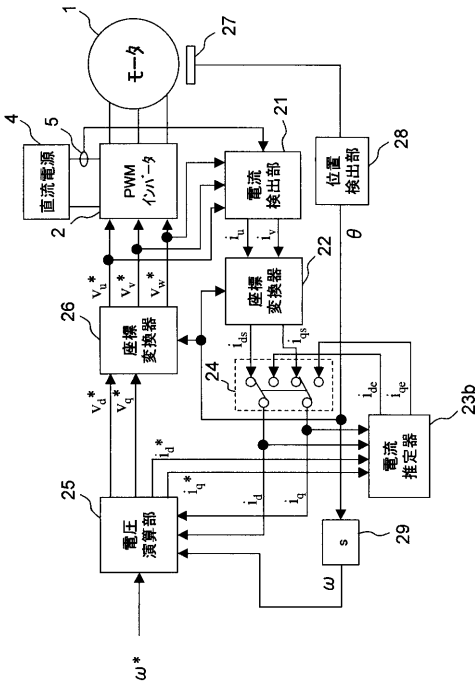 1
モータ
27
4
直流電源
5
PWM
インバータ
2
21
電流
検出部
28
位置
検出部
θ
v_u*
v_v*
v_w*
i_u
i_v
22
座標
変換器
26
座標
変換器
i_ds
i_qs
24
v_d*
v_q*
i_d*
i_q*
i_d
i_q
i_de
i_qe
23b
電流
推定器
25
電圧
演算部
29
s
ω
ω*